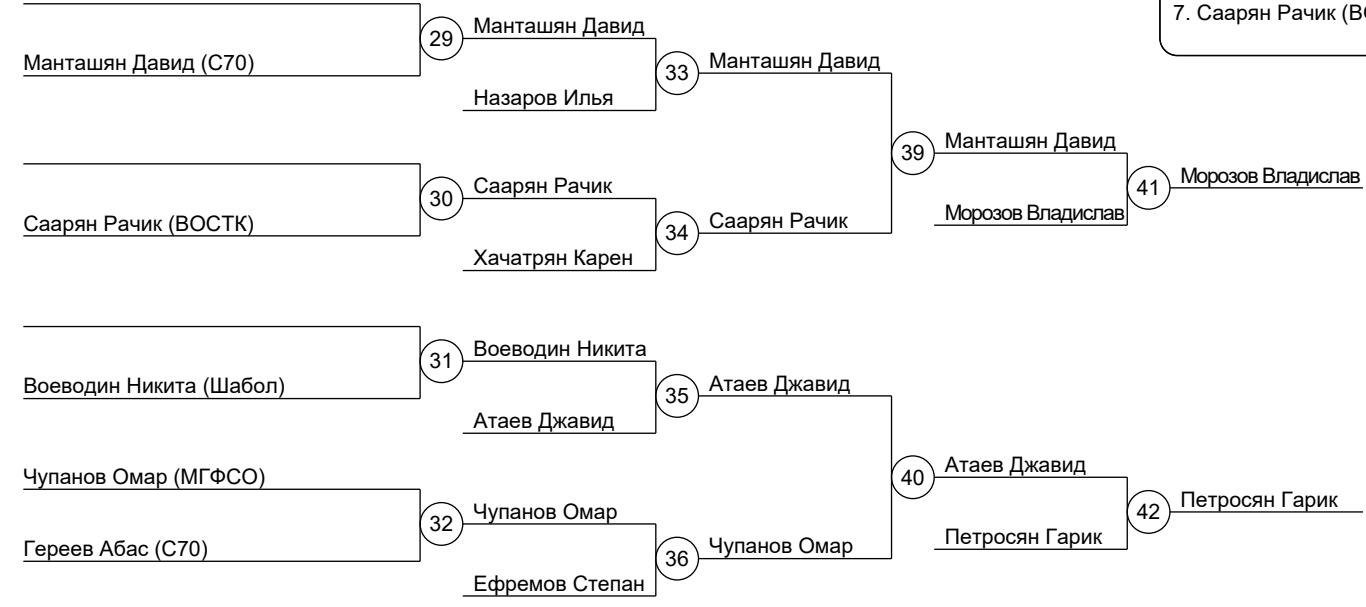 7. Саарян Рачик (ВО
Манташян Давид (С70)
29
Манташян Давид
Назаров Илья
33
Манташян Давид
Саарян Рачик (ВОСТК)
30
Саарян Рачик
Хачатрян Карен
34
Саарян Рачик
39
Манташян Давид
Морозов Владислав
41
Морозов Владислав
Воеводин Никита (Шабол)
31
Воеводин Никита
Атаев Джавид
35
Атаев Джавид
Чупанов Омар (МГФСО)
Гереев Абас (С70)
32
Чупанов Омар
Ефремов Степан
36
Чупанов Омар
40
Атаев Джавид
Петросян Гарик
42
Петросян Гарик